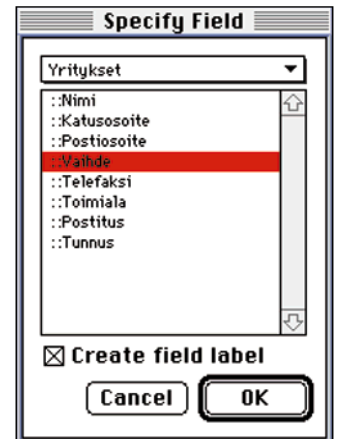 Specify Field
Yritykset
::Nimi
::Katusosoite
::Postiosoite
::Vaihde
::Telefaksi
::Toimiala
::Postitus
::Tunnus
Create field label
Cancel OK